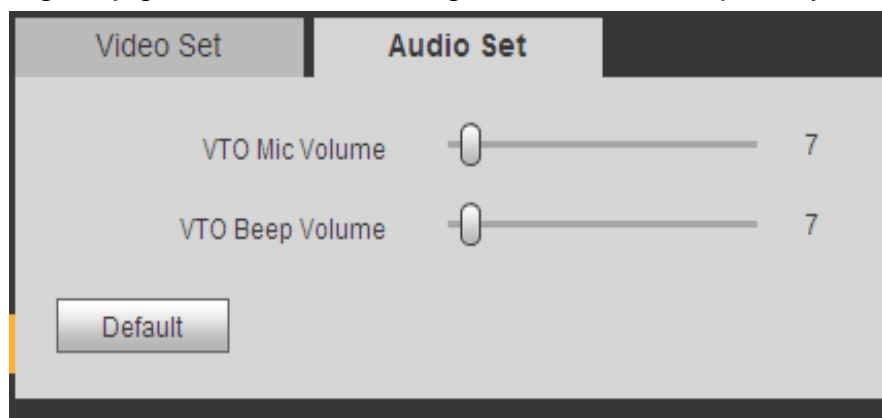 Video Set Audio Set
VTO Mic Volume 7
VTO Beep Volume 7
Default